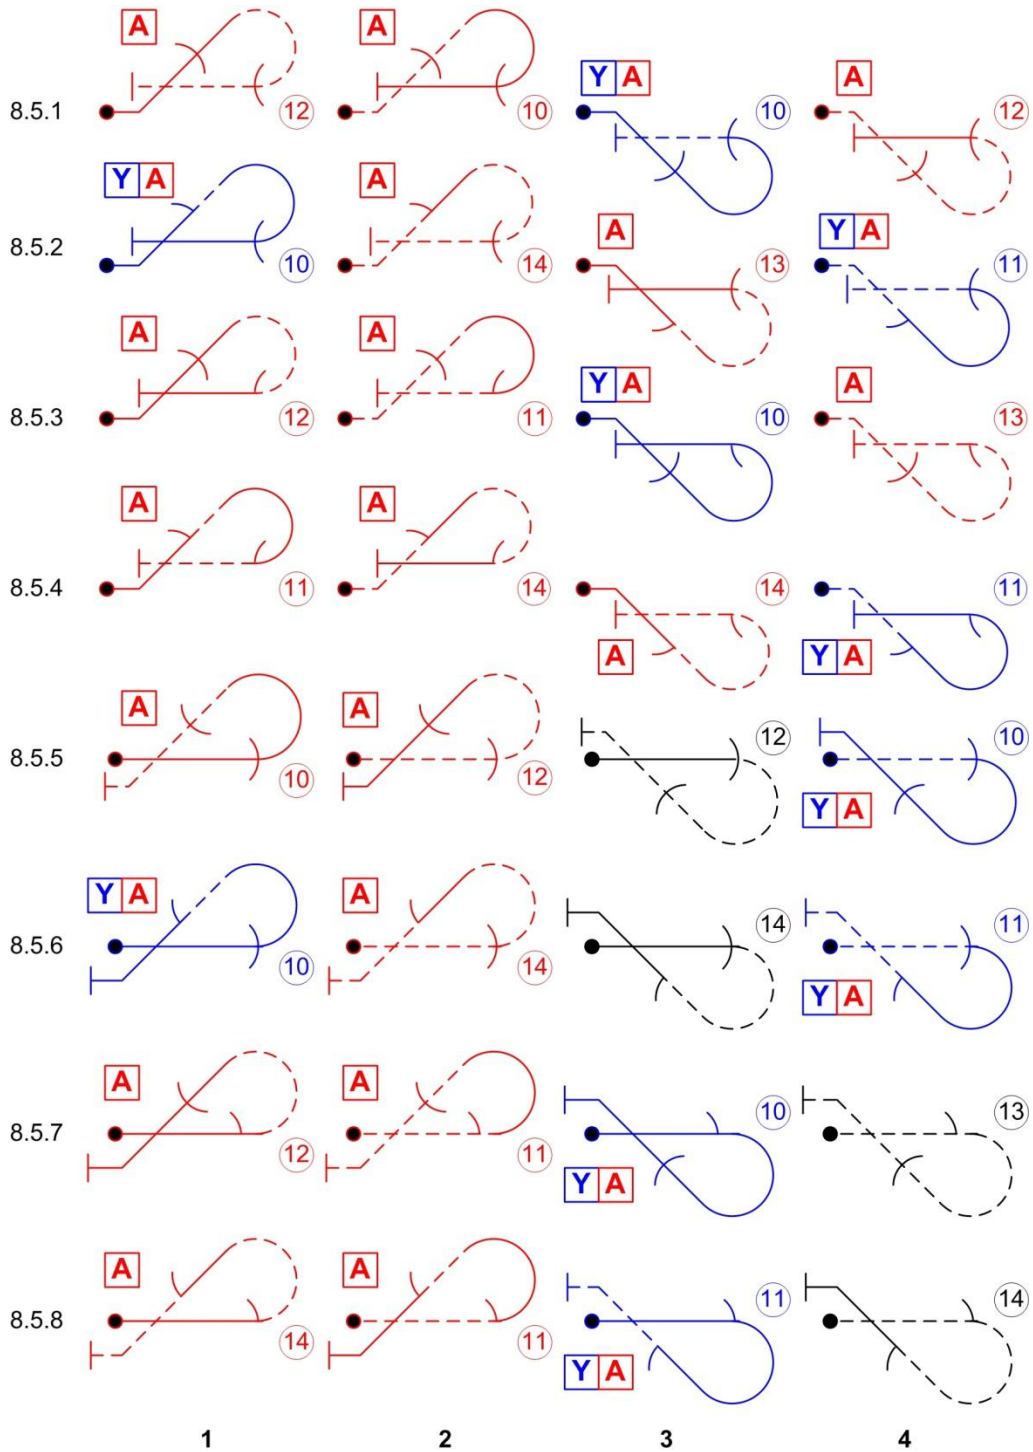 A A Y A A
8.5.1 12 10 10 12
Y A A A Y A
8.5.2 10 14 13 11
A A Y A A
8.5.3 12 11 10 13
A A
8.5.4 11 14 14 11
A Y A
A A
8.5.5 10 12 12 10
Y A
Y A A
8.5.6 10 14 14 11
Y A
A A
8.5.7 12 11 10 13
Y A
A A
8.5.8 14 11 11 14
Y A
1 2 3 4